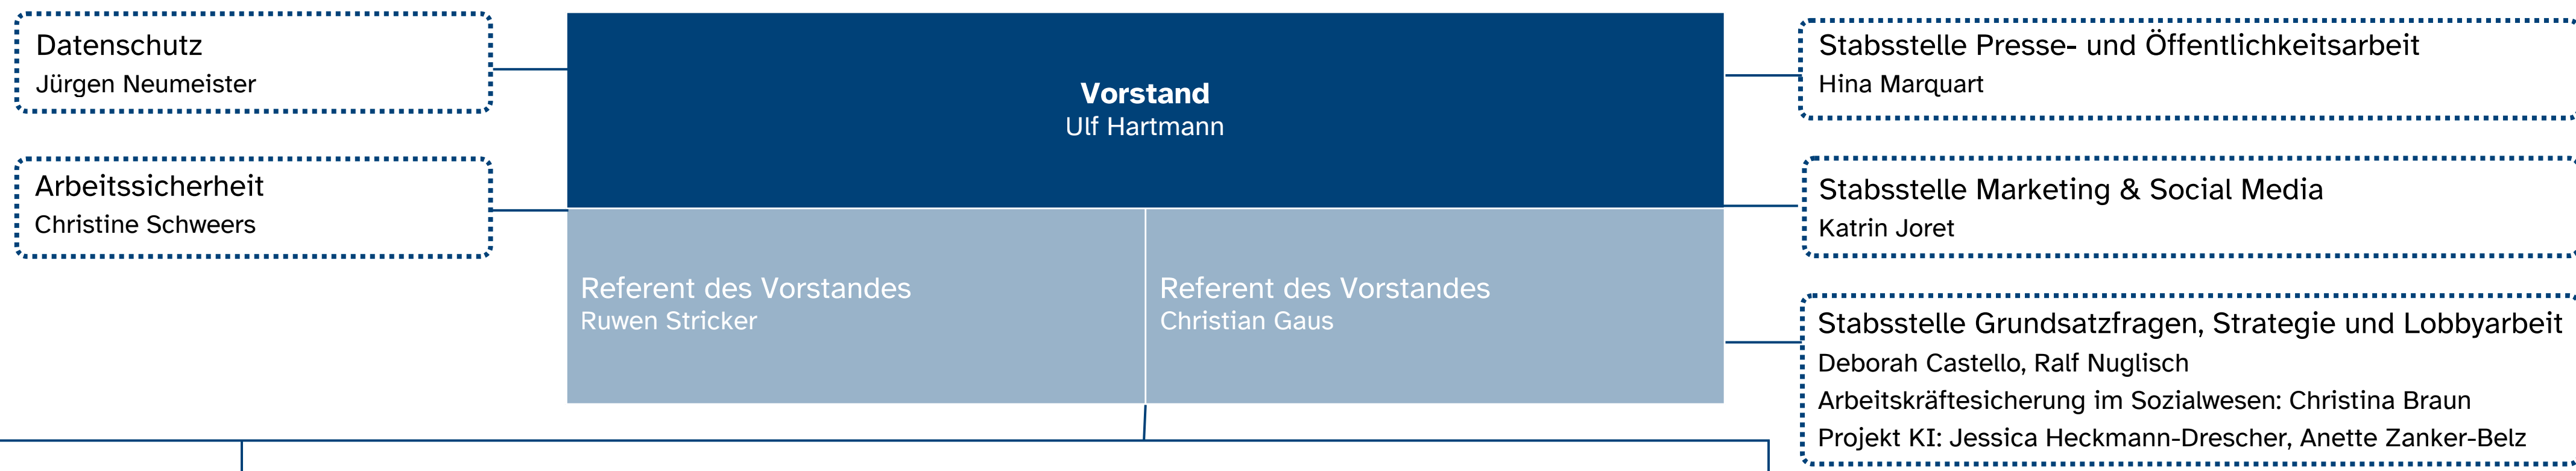 Datenschutz
Jürgen Neumeister
Arbeitssicherheit
Christine Schweers
Vorstand
Ulf Hartmann
Referent des Vorstandes
Ruwen Stricker
Referent des Vorstandes
Christian Gaus
Stabsstelle Presse- und Öffentlichkeitsarbeit
Hina Marquart
Stabsstelle Marketing & Social Media
Katrin Joret
Stabsstelle Grundsatzfragen, Strategie und Lobbyarbeit
Deborah Castello, Ralf Nuglisch
Arbeitskräftesicherung im Sozialwesen: Christina Braun
Projekt KI: Jessica Heckmann-Drescher, Anette Zanker-Belz